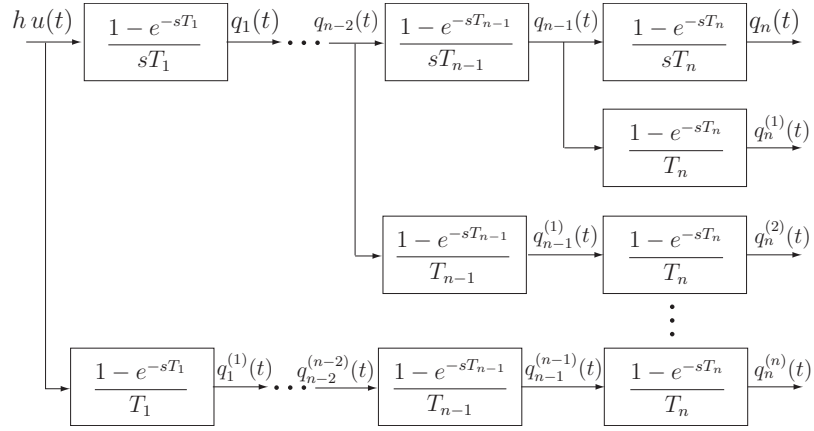 h u(t) 1 − e^{−sT_1} / sT_1 q_1(t) ... q_{n−2}(t) 1 − e^{−sT_{n−1}} / sT_{n−1} q_{n−1}(t) 1 − e^{−sT_n} / sT_n q_n(t)
1 − e^{−sT_n} / T_n q_n^{(1)}(t)
1 − e^{−sT_{n−1}} / T_{n−1} q_{n−1}^{(1)}(t) 1 − e^{−sT_n} / T_n q_n^{(2)}(t)
1 − e^{−sT_1} / T_1 q_1^{(1)}(t) ... q_{n−2}^{(n−2)}(t) 1 − e^{−sT_{n−1}} / T_{n−1} q_{n−1}^{(n−1)}(t) 1 − e^{−sT_n} / T_n q_n^{(n)}(t)